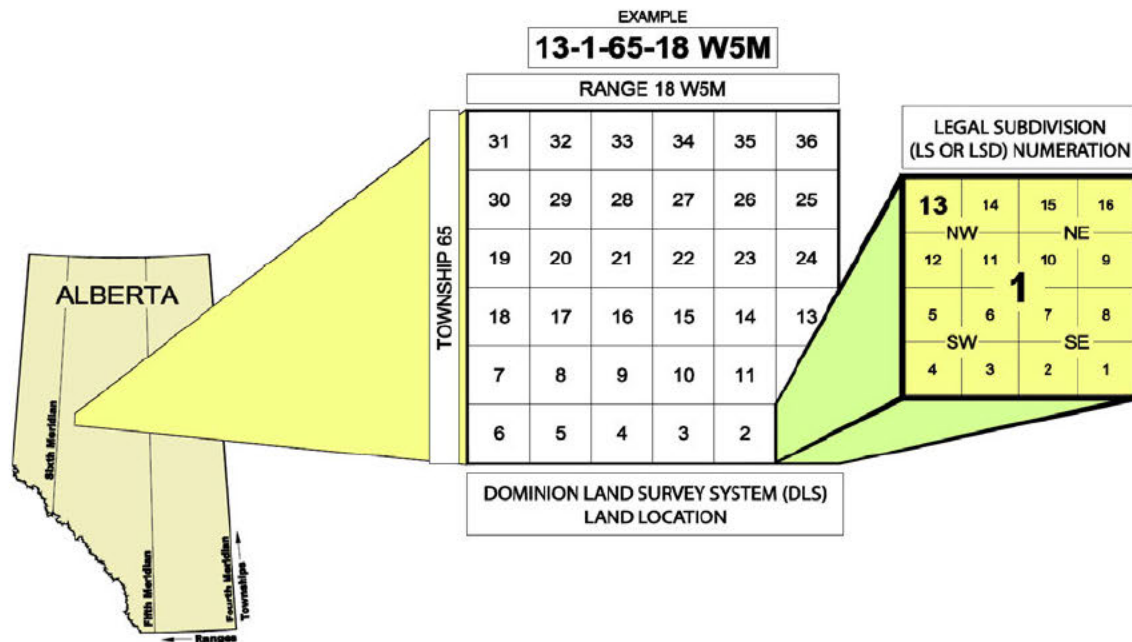 EXAMPLE
13-1-65-18 W5M
RANGE 18 W5M
TOWNSHIP 65
31 32 33 34 35 36
30 29 28 27 26 25
19 20 21 22 23 24
18 17 16 15 14 13
7 8 9 10 11
6 5 4 3 2
DOMINION LAND SURVEY SYSTEM (DLS)
LAND LOCATION
LEGAL SUBDIVISION
(LS OR LSD) NUMERATION
13 14 15 16
NW NE
12 11 10 9
1
5 6 7 8
SW SE
4 3 2 1
ALBERTA
Sixth Meridian
Fifth Meridian
Fourth Meridian
Townships
Ranges